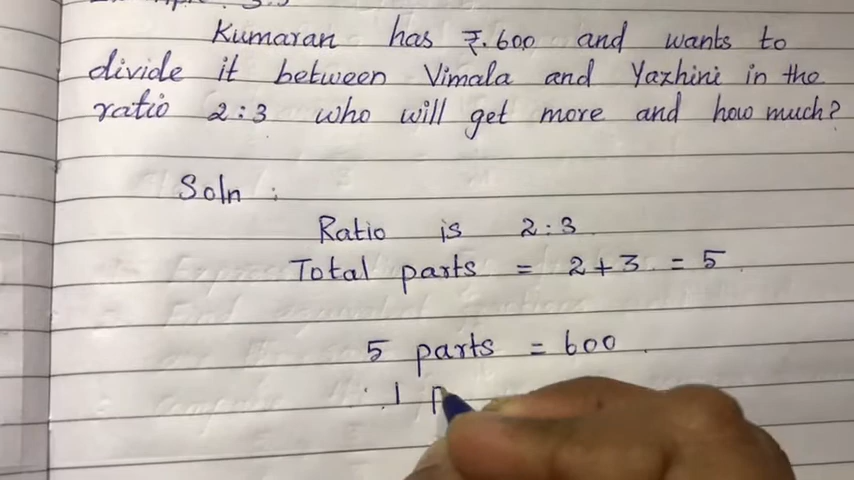 Kumaran has ₹.600 and wants to
divide it between Vimala and Yazhini in the
ratio 2:3 who will get more and how much?
Soln :
Ratio is 2:3
Total parts = 2+3 = 5
5 parts = 600
1 p